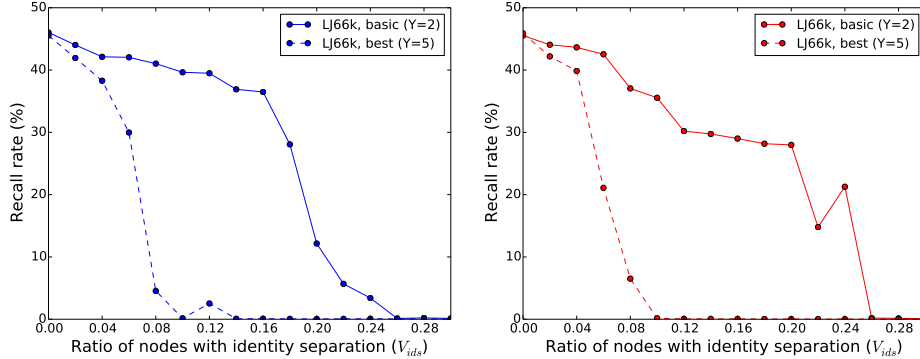 LJ66k, basic (Y=2)
LJ66k, best (Y=5)
50
40
30
20
10
0
Recall rate (%)
0.00 0.04 0.08 0.12 0.16 0.20 0.24 0.28
Ratio of nodes with identity separation (V_ids)
LJ66k, basic (Y=2)
LJ66k, best (Y=5)
50
40
30
20
10
0
Recall rate (%)
0.00 0.04 0.08 0.12 0.16 0.20 0.24 0.28
Ratio of nodes with identity separation (V_ids)